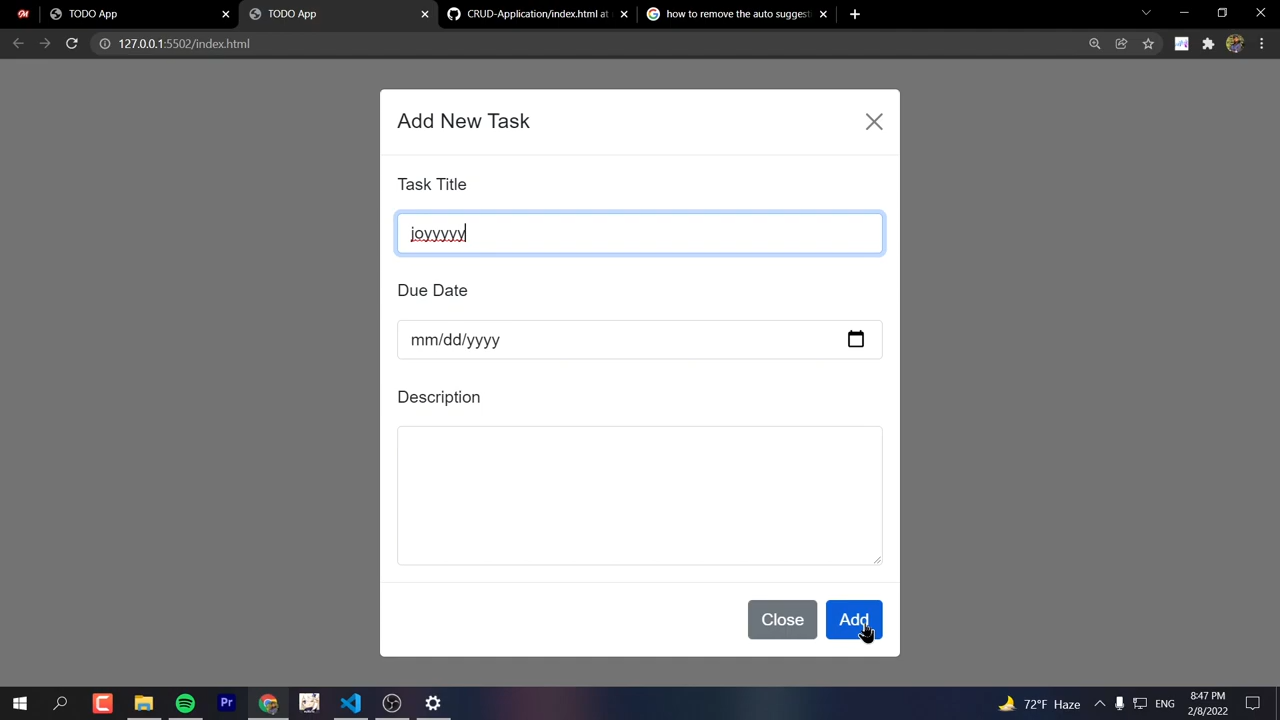 TODO App
TODO App
CRUD-Application/index.html at
how to remove the auto suggest
127.0.0.1:5502/index.html
Add New Task
Task Title
joyyyyy
Due Date
mm/dd/yyyy
Description
Close
Add
Pr
72°F Haze
ENG
8:47 PM
2/8/2022